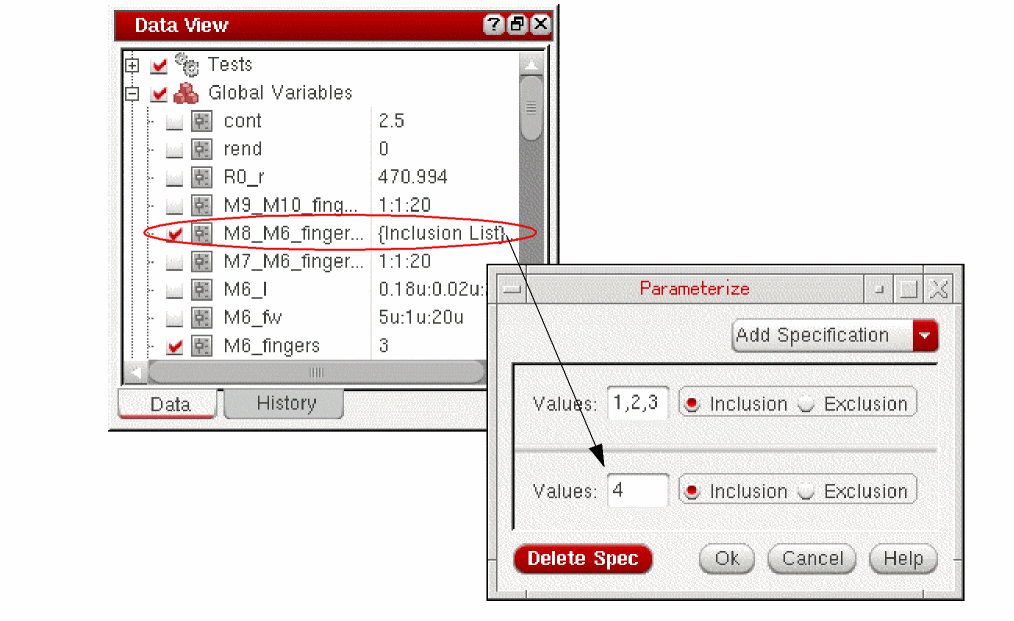 Data View
Tests
Global Variables
cont 2.5
rend 0
R0_r 470.994
M9_M10_fing... 1:1:20
M8_M6_finger... {Inclusion List}
M7_M6_finger... 1:1:20
M6_l 0.18u:0.02u:
M6_fw 5u:1u:20u
M6_fingers 3
Data History
Parameterize
Add Specification
Values: 1,2,3 Inclusion Exclusion
Values: 4 Inclusion Exclusion
Delete Spec Ok Cancel Help